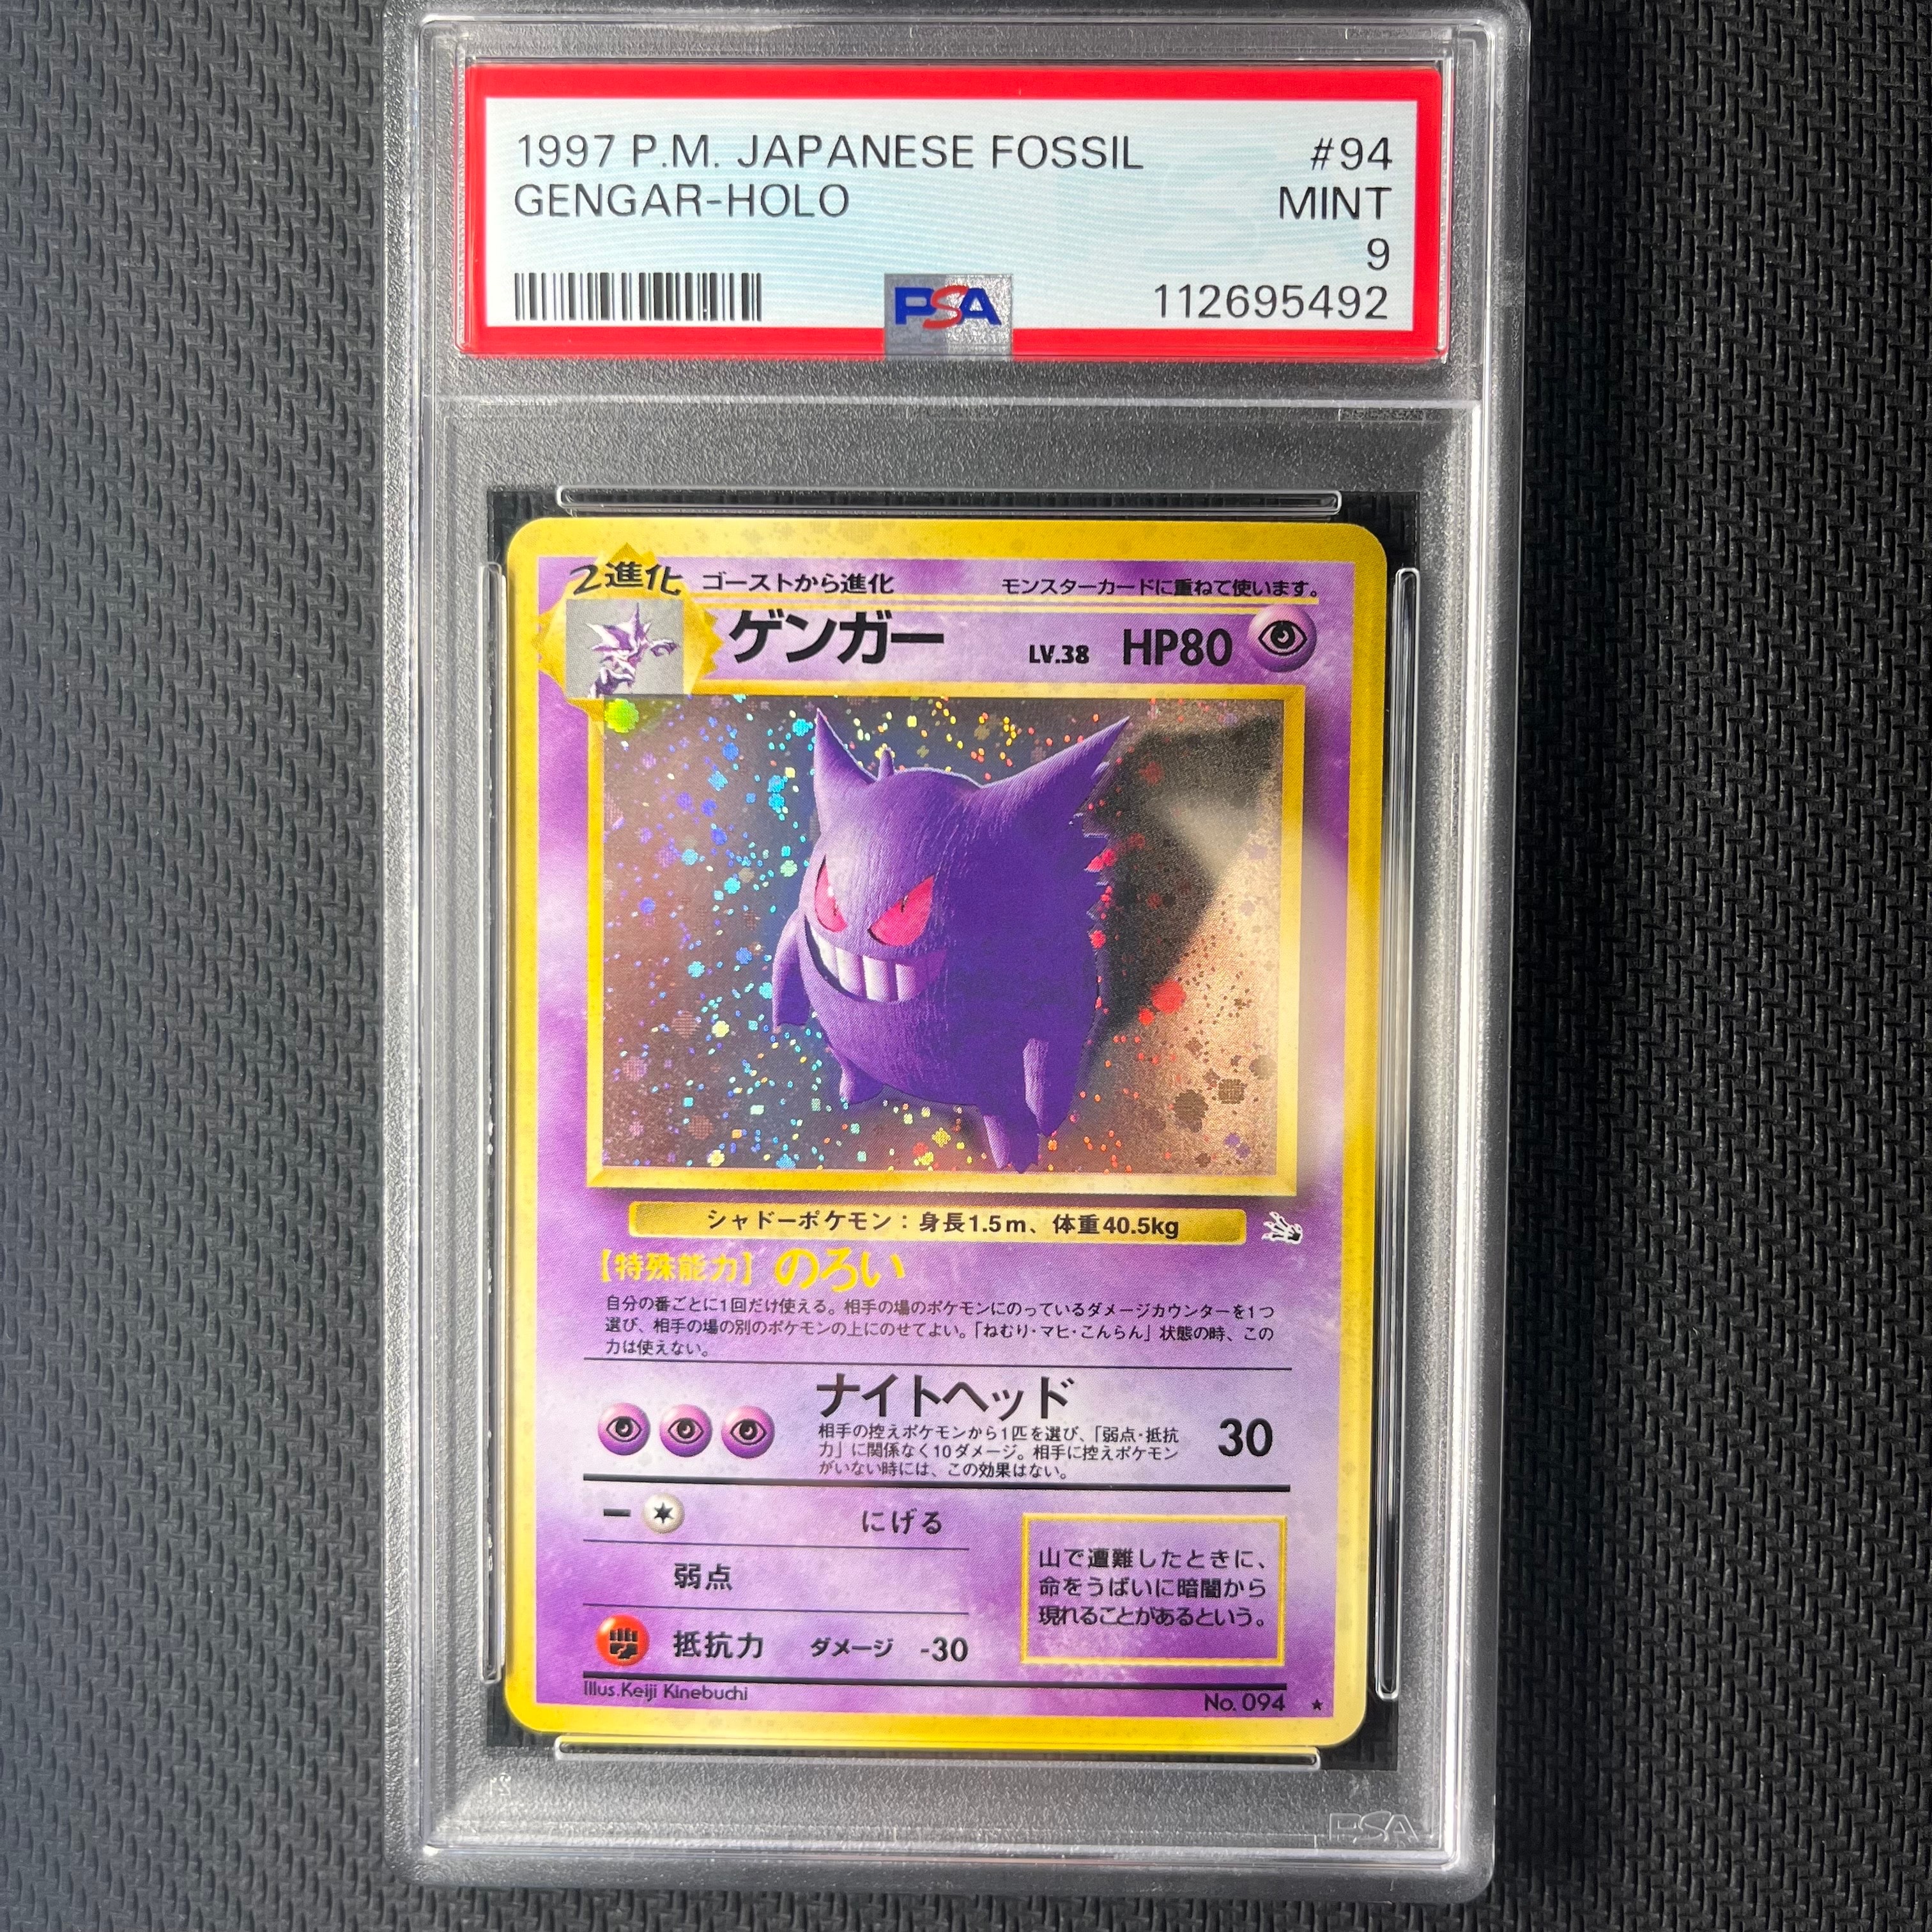 1997 P.M. JAPANESE FOSSIL #94
GENGAR-HOLO MINT
9
PSA 112695492
2進化 ゴーストから進化 モンスターカードに重ねて使います。
ゲンガー LV.38 HP80
シャドーポケモン：身長1.5m、体重40.5kg
【特殊能力】のろい
自分の番ごとに1回だけ使える。相手の場のポケモンにのっているダメージカウンターを1つ
選び、相手の場の別のポケモンの上にのせてよい。「ねむり・マヒ・こんらん」状態の時、この
力は使えない。
ナイトヘッド 30
相手の控えポケモンから1匹を選び、「弱点・抵抗
力」に関係なく10ダメージ。相手に控えポケモン
がいない時には、この効果はない。
− にげる
弱点
抵抗力 ダメージ -30
山で遭難したときに、
命をうばいに暗闇から
現れることがあるという。
Illus.Keiji Kinebuchi No. 094 ★
PSA